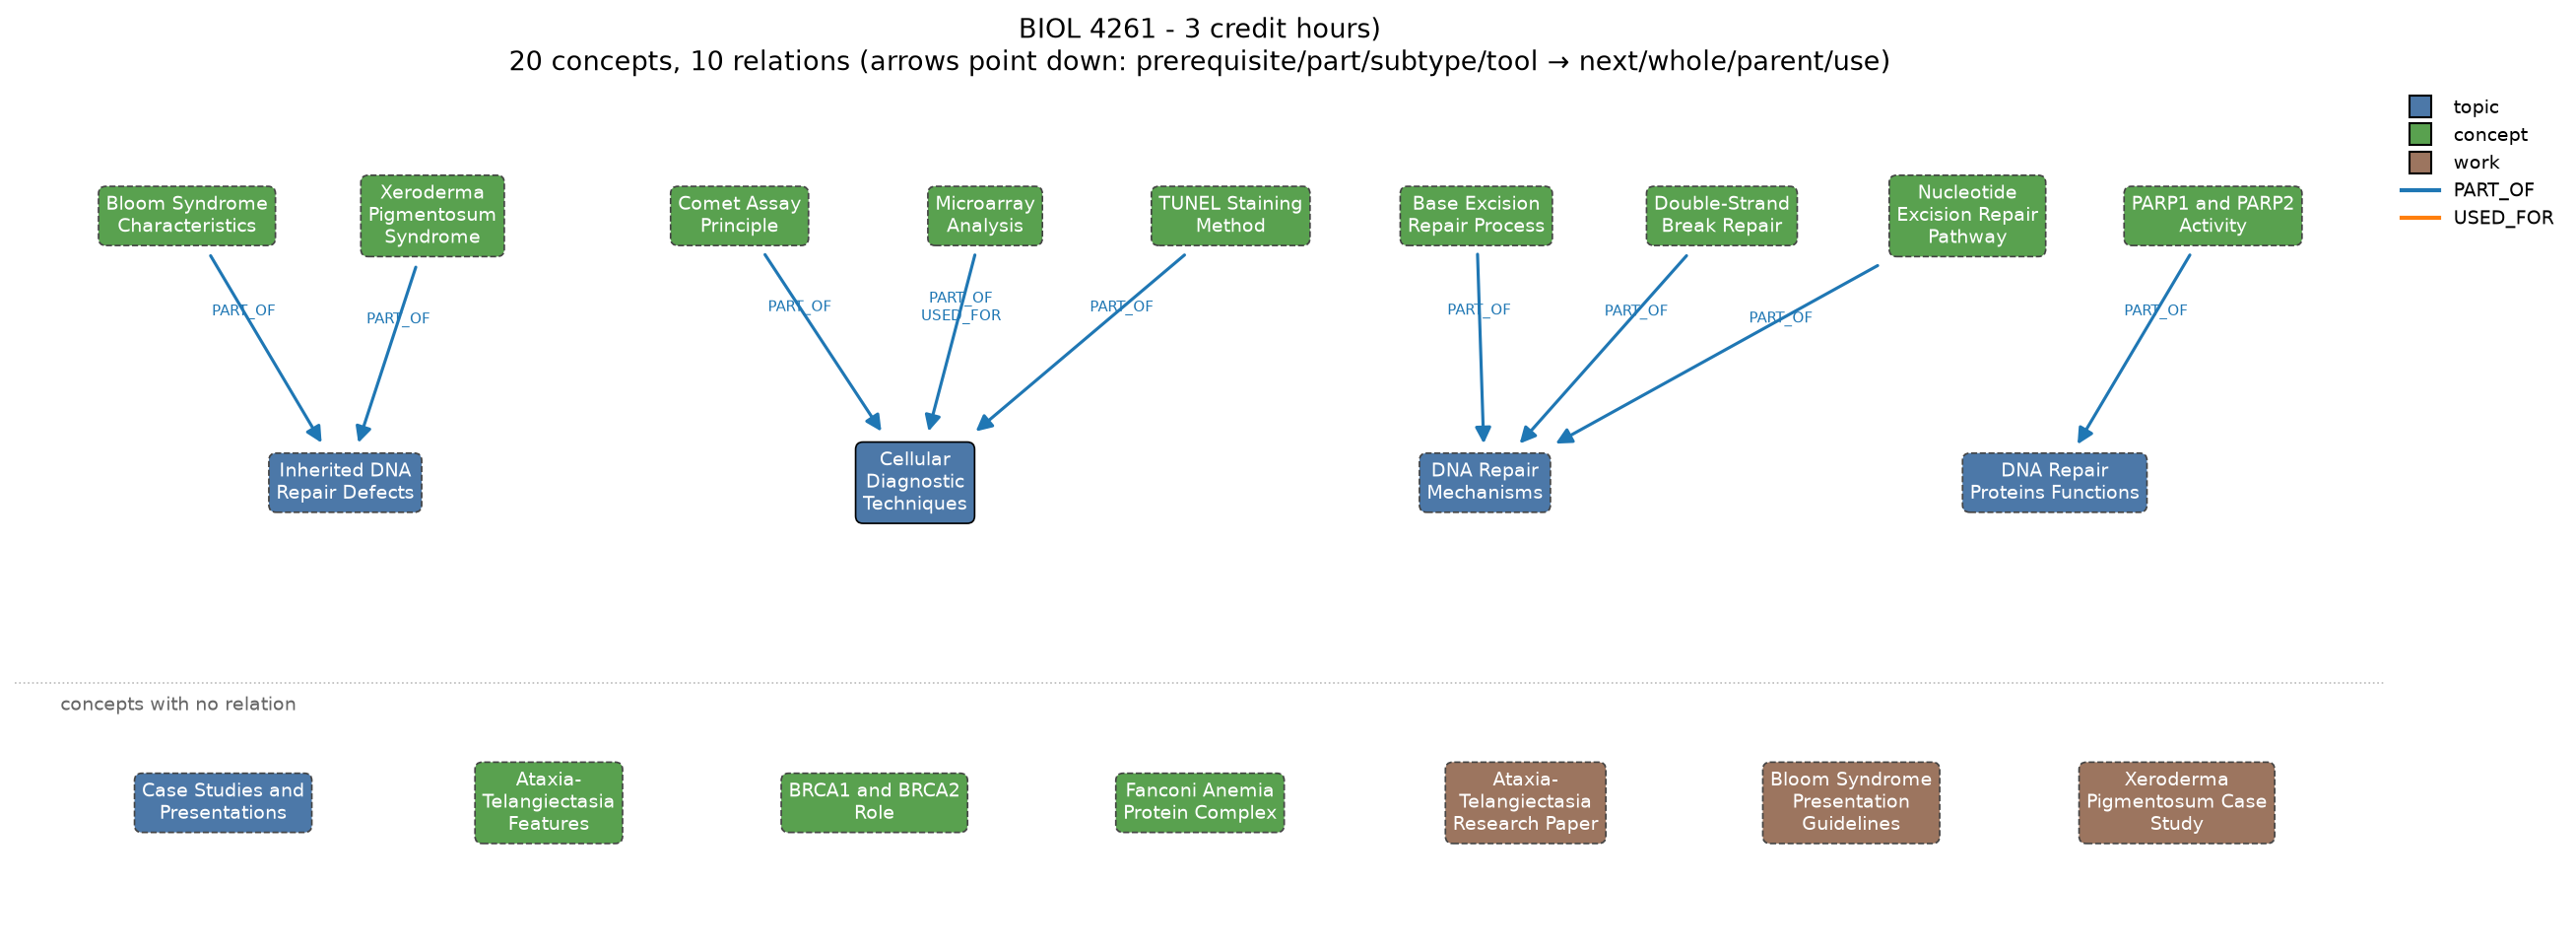 BIOL 4261 - 3 credit hours)
20 concepts, 10 relations (arrows point down: prerequisite/part/subtype/tool → next/whole/parent/use)
topic
concept
work
PART_OF
USED_FOR
Bloom Syndrome
Characteristics
Xeroderma
Pigmentosum
Syndrome
Comet Assay
Principle
Microarray
Analysis
TUNEL Staining
Method
Base Excision
Repair Process
Double-Strand
Break Repair
Nucleotide
Excision Repair
Pathway
PARP1 and PARP2
Activity
PART_OF
PART_OF
PART_OF
PART_OF
USED_FOR
PART_OF
PART_OF
PART_OF
PART_OF
PART_OF
Inherited DNA
Repair Defects
Cellular
Diagnostic
Techniques
DNA Repair
Mechanisms
DNA Repair
Proteins Functions
concepts with no relation
Case Studies and
Presentations
Ataxia-
Telangiectasia
Features
BRCA1 and BRCA2
Role
Fanconi Anemia
Protein Complex
Ataxia-
Telangiectasia
Research Paper
Bloom Syndrome
Presentation
Guidelines
Xeroderma
Pigmentosum Case
Study